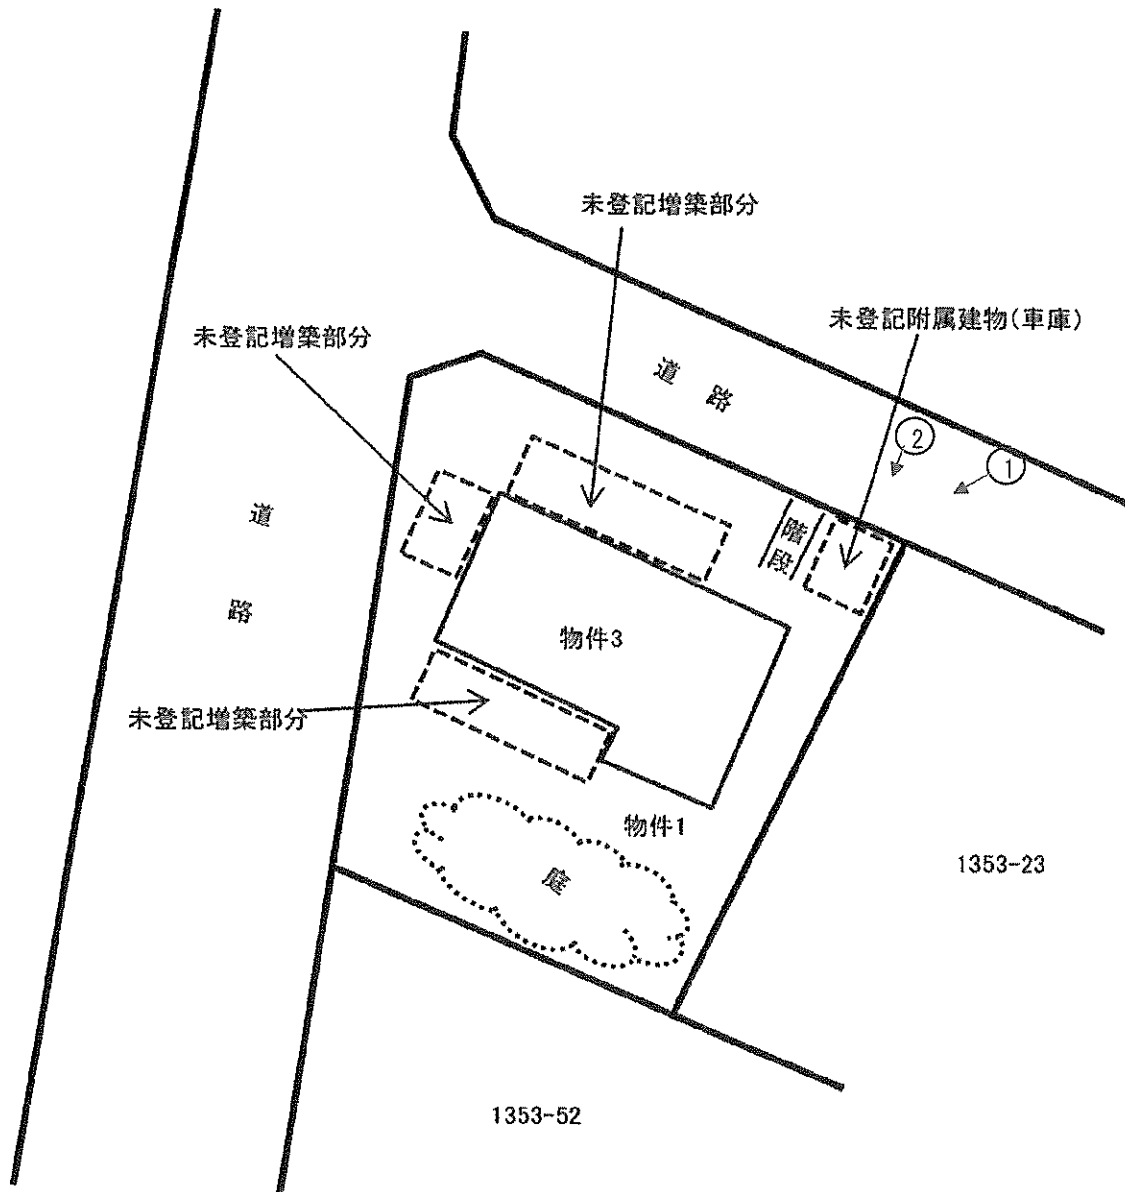 未登記増築部分
未登記附属建物(車庫)
未登記増築部分
道路
②
①
道路
階段
物件3
未登記増築部分
物件1
庭
1353-23
1353-52